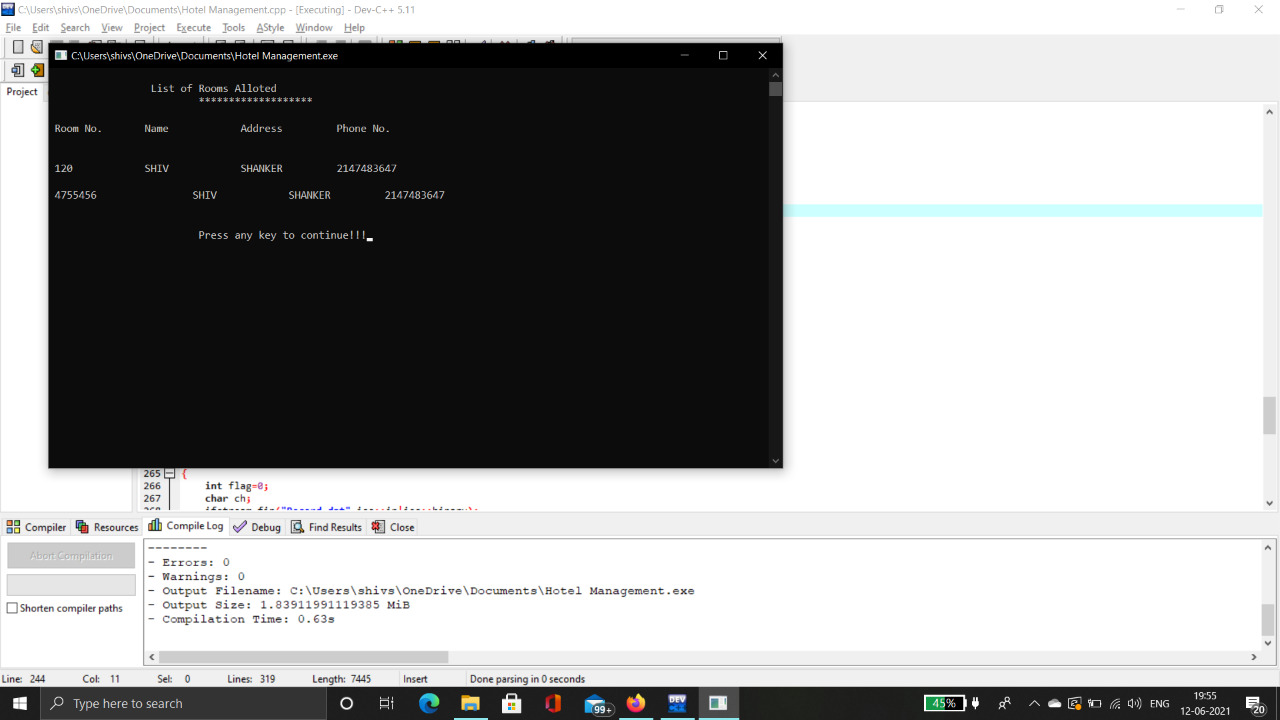 C:\Users\shivs\OneDrive\Documents\Hotel Management.cpp - [Executing] - Dev-C++ 5.11
File Edit Search View Project Execute Tools AStyle Window Help
C:\Users\shivs\OneDrive\Documents\Hotel Management.exe
Project
List of Rooms Alloted
*******************
Room No. Name Address Phone No.
120 SHIV SHANKER 2147483647
4755456 SHIV SHANKER 2147483647
Press any key to continue!!!
265 {
266 int flag=0;
267 char ch;
Compiler Resources Compile Log Debug Find Results Close
Abort Compilation
Shorten compiler paths
--------
- Errors: 0
- Warnings: 0
- Output Filename: C:\Users\shivs\OneDrive\Documents\Hotel Management.exe
- Output Size: 1.83911991119385 MiB
- Compilation Time: 0.63s
Line: 244 Col: 11 Sel: 0 Lines: 319 Length: 7445 Insert Done parsing in 0 seconds
Type here to search
99+
DEV
45%
ENG
19:55
12-06-2021
20